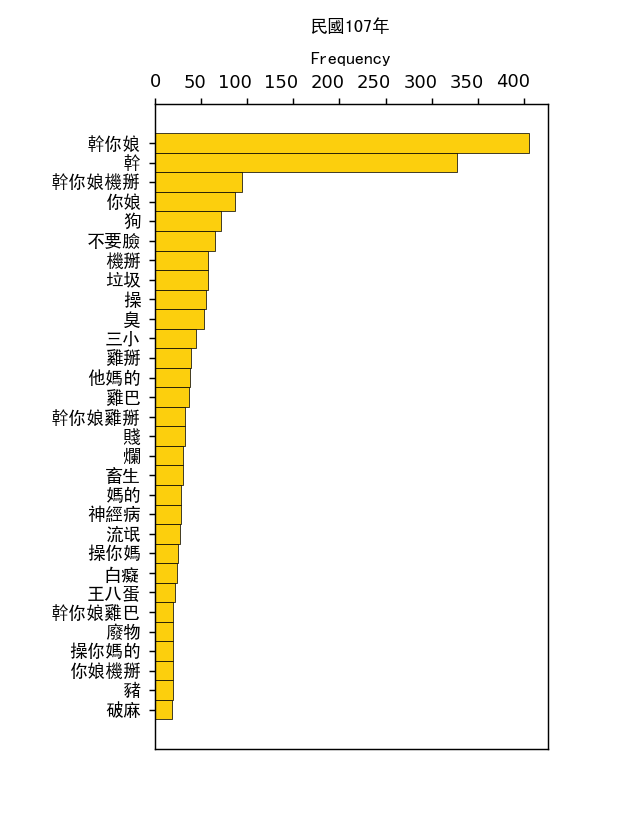 民國107年
Frequency
0 50 100 150 200 250 300 350 400
幹你娘
幹
幹你娘機掰
你娘
狗
不要臉
機掰
垃圾
操
臭
三小
雞掰
他媽的
雞巴
幹你娘雞掰
賤
爛
畜生
媽的
神經病
流氓
操你媽
白癡
王八蛋
幹你娘雞巴
廢物
操你媽的
你娘機掰
豬
破麻